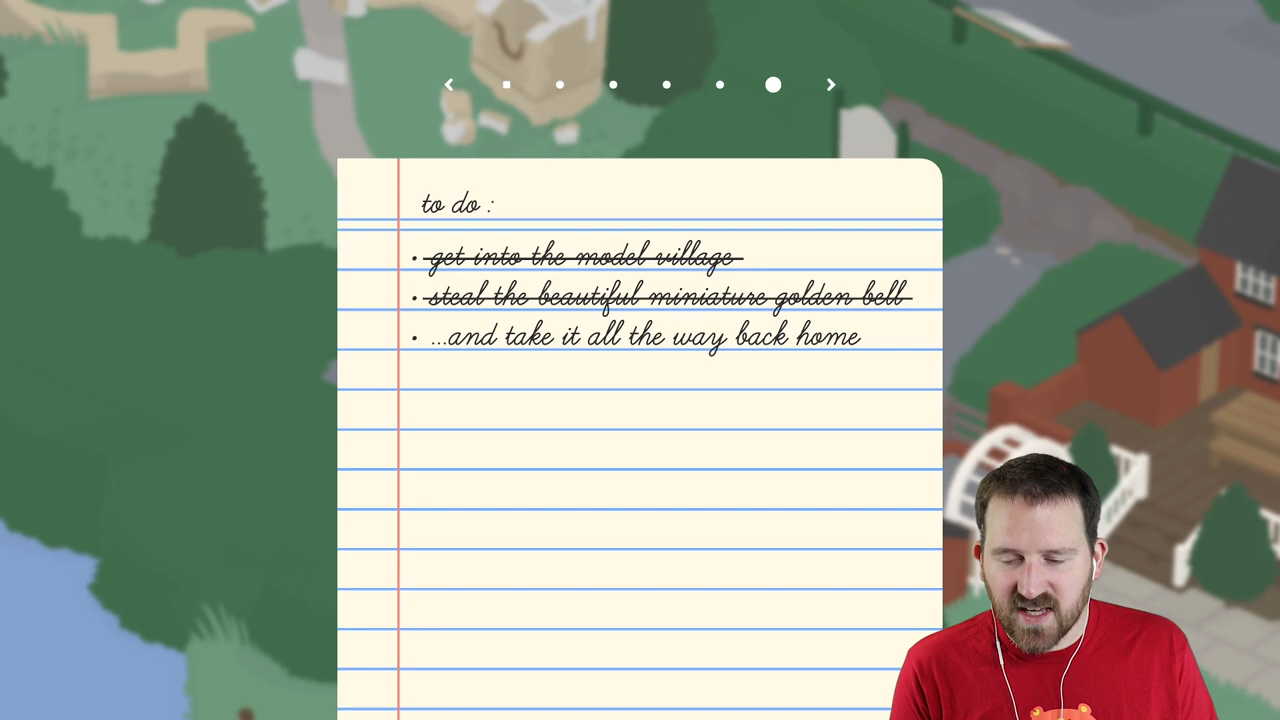 to do :
• get into the model village
• steal the beautiful miniature golden bell
• ...and take it all the way back home